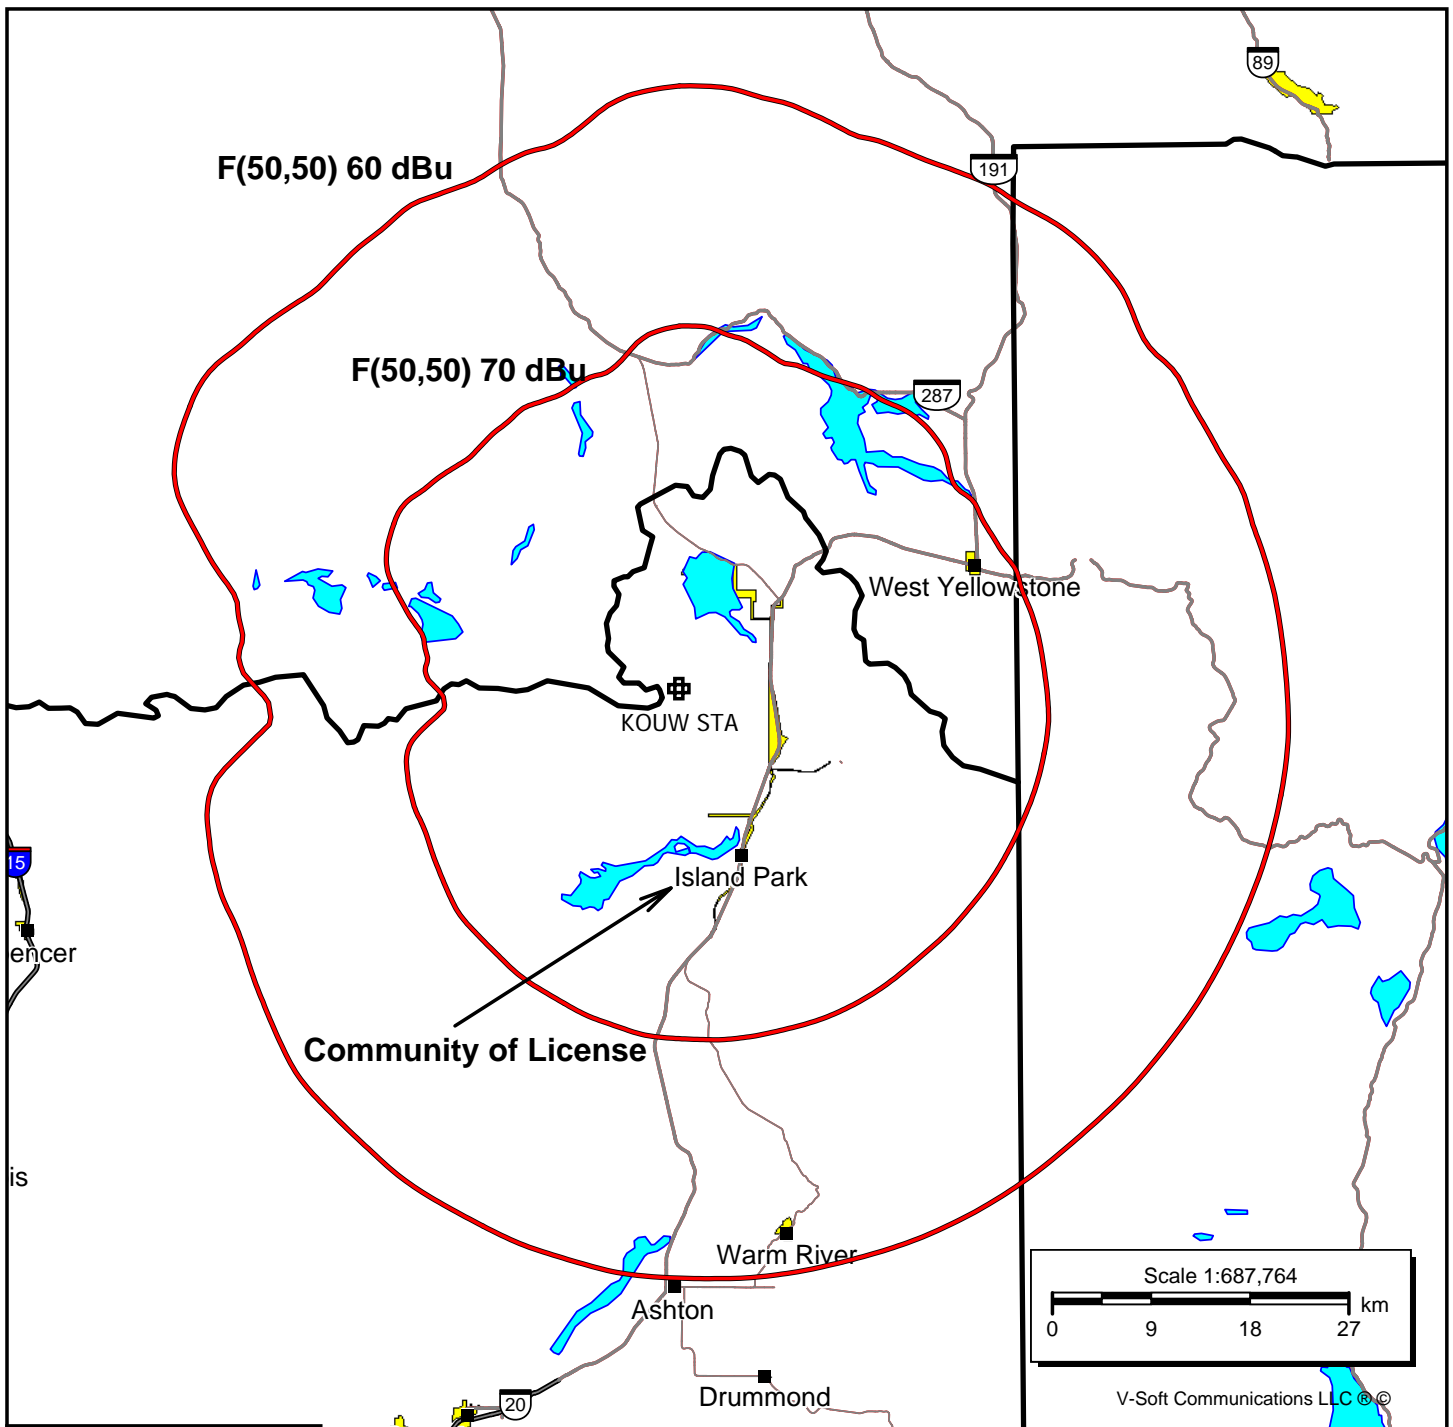 89
F(50,50) 60 dBu
191
F(50,50) 70 dBu
287
West Yellowstone
KOUW STA
15
Island Park
encer
Community of License
is
Warm River
Scale 1:687,764
km
0 9 18 27
Ashton
Drummond
20
V-Soft Communications LLC ® ©